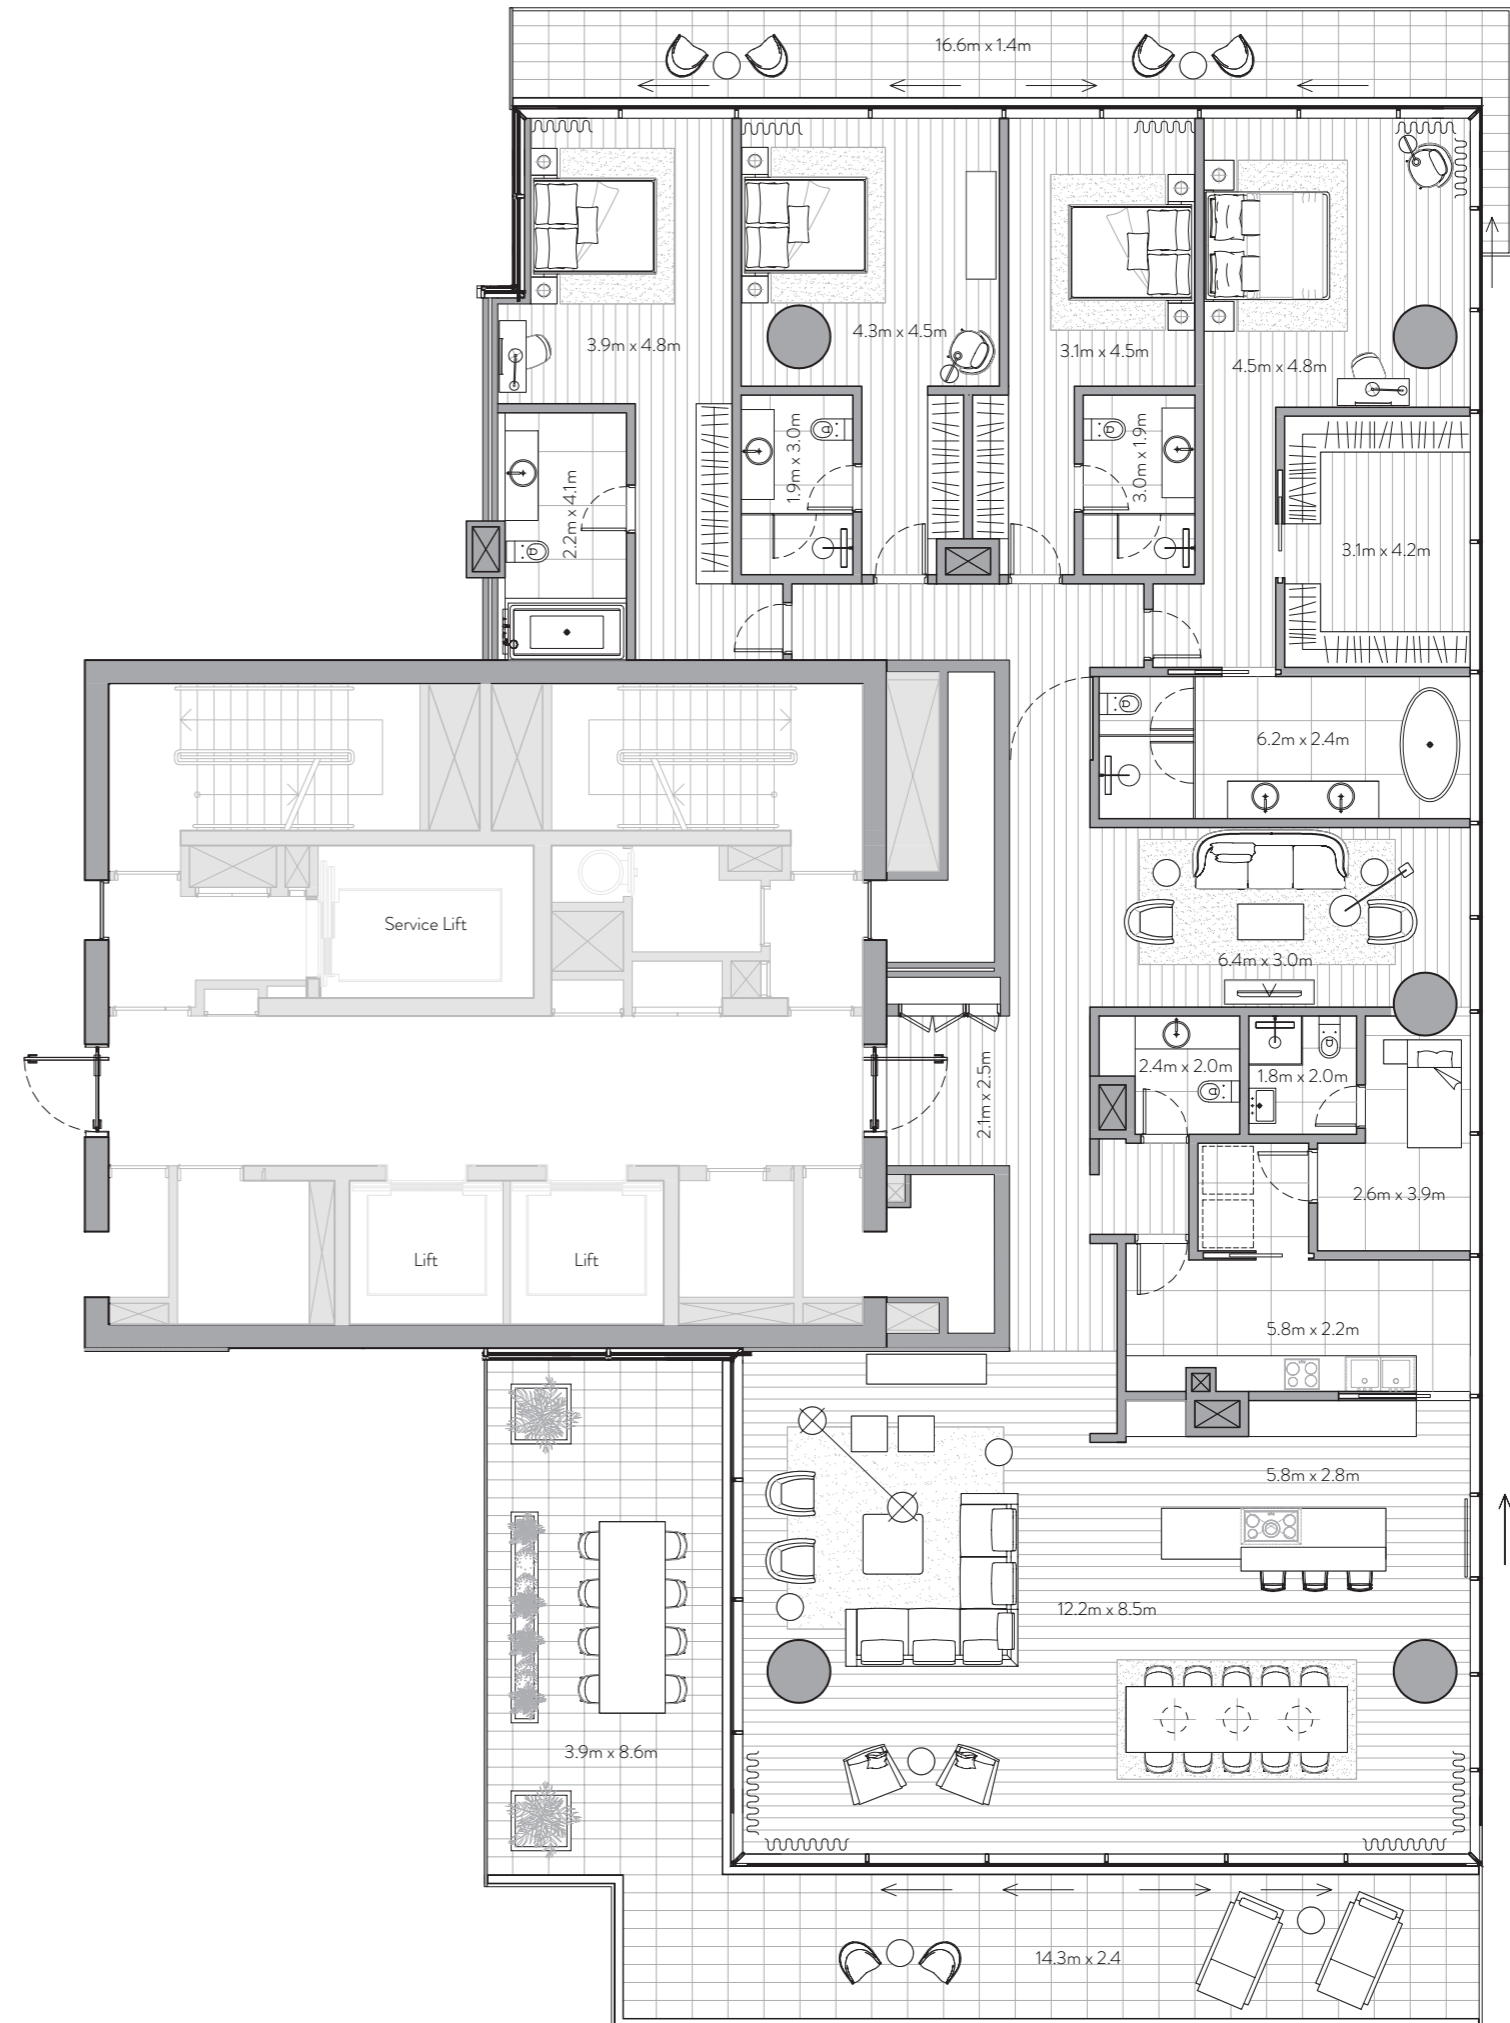 16.6m x 1.4m
3.9m x 4.8m
4.3m x 4.5m
3.1m x 4.5m
4.5m x 4.8m
2.2m x 4.1m
1.9m x 3.0m
3.0m x 1.9m
3.1m x 4.2m
6.2m x 2.4m
Service Lift
6.4m x 3.0m
2.1m x 2.5m
2.4m x 2.0m
1.8m x 2.0m
2.6m x 3.9m
Lift
Lift
5.8m x 2.2m
5.8m x 2.8m
12.2m x 8.5m
3.9m x 8.6m
14.3m x 2.4